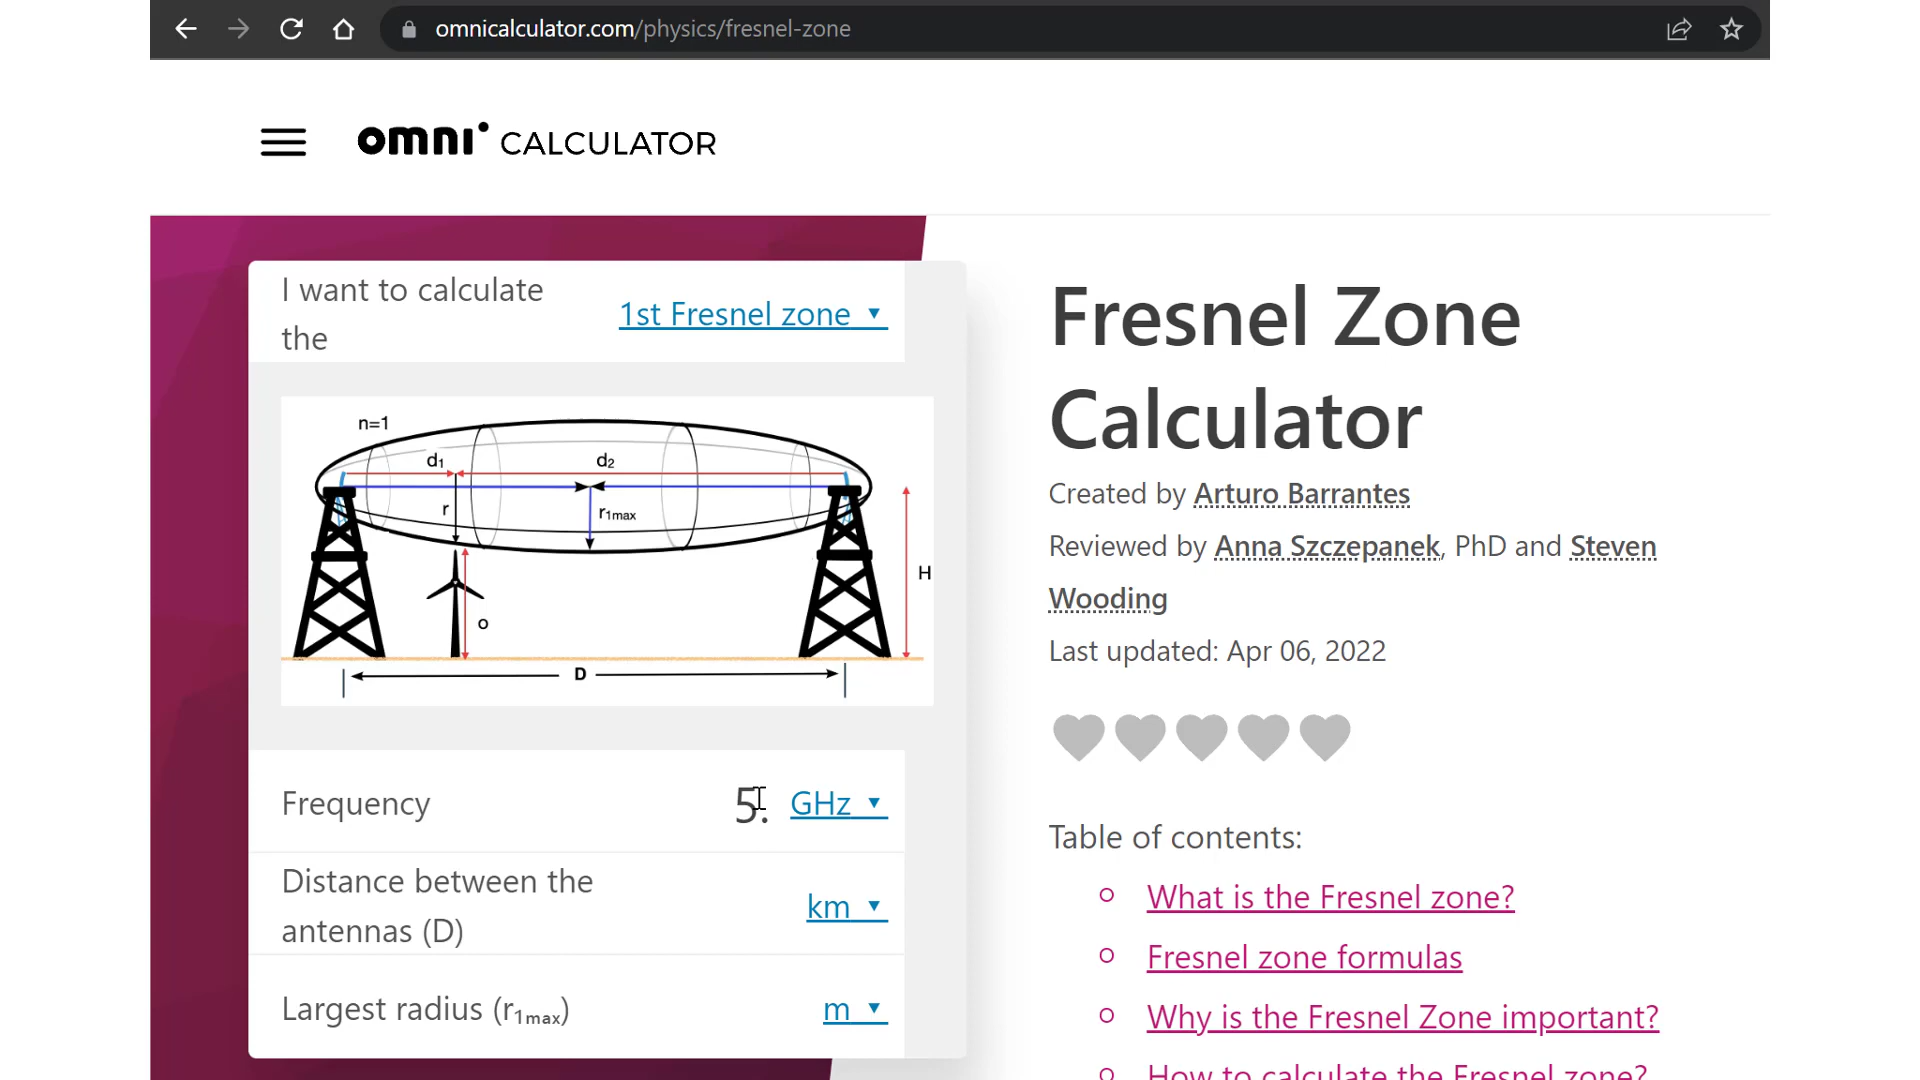 omnicalculator.com/physics/fresnel-zone
omni CALCULATOR
I want to calculate
the
1st Fresnel zone
n=1
d1
d2
r
r1max
H
o
D
Frequency
5.
GHz
Distance between the
antennas (D)
km
Largest radius (r₁ₘₐₓ)
m
Fresnel Zone
Calculator
Created by Arturo Barrantes
Reviewed by Anna Szczepanek, PhD and Steven
Wooding
Last updated: Apr 06, 2022
Table of contents:
What is the Fresnel zone?
Fresnel zone formulas
Why is the Fresnel Zone important?
How to calculate the Fresnel zone?